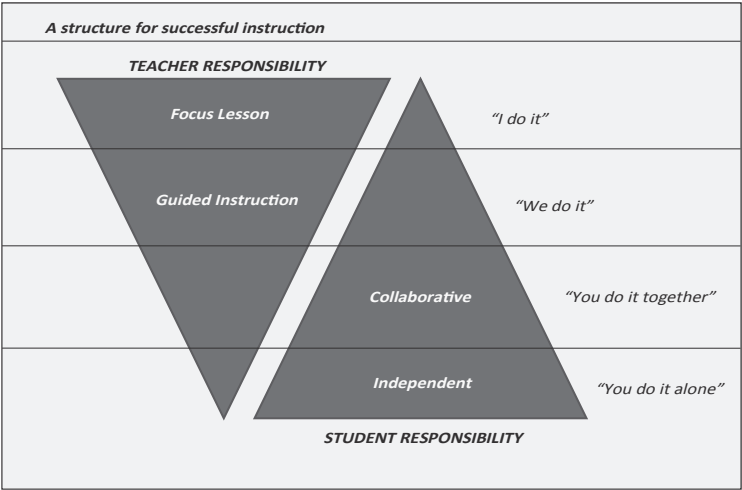 A structure for successful instruction
TEACHER RESPONSIBILITY
Focus Lesson
“I do it”
Guided Instruction
“We do it”
Collaborative
“You do it together”
Independent
“You do it alone”
STUDENT RESPONSIBILITY